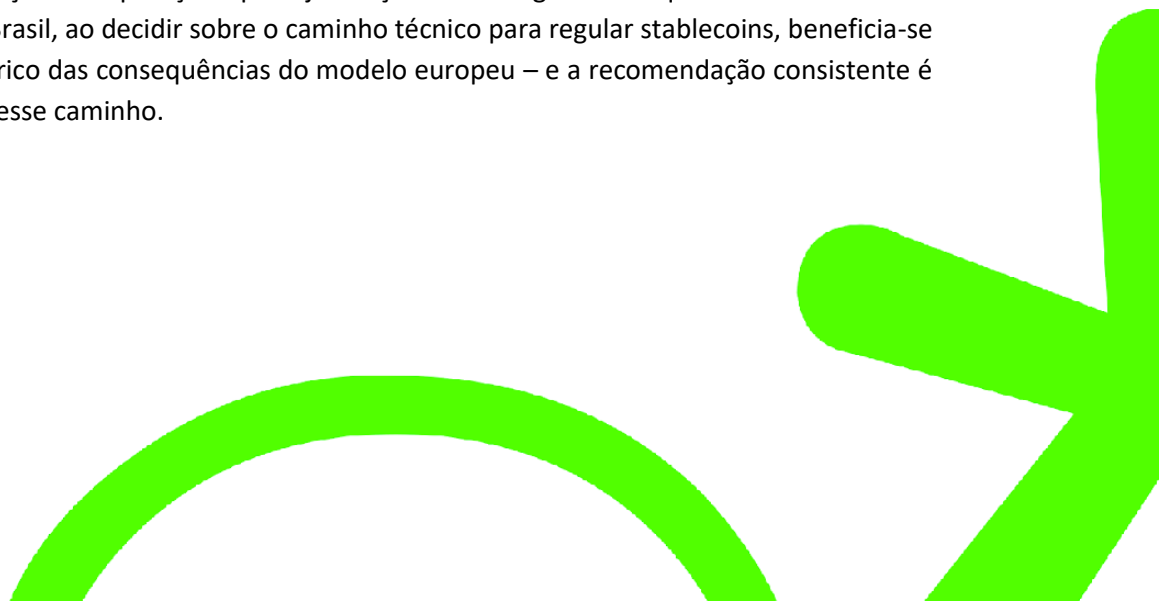 Brasil, ao decidir sobre o caminho técnico para regular stablecoins, beneficia-se
rico das consequências do modelo europeu – e a recomendação consistente é
esse caminho.